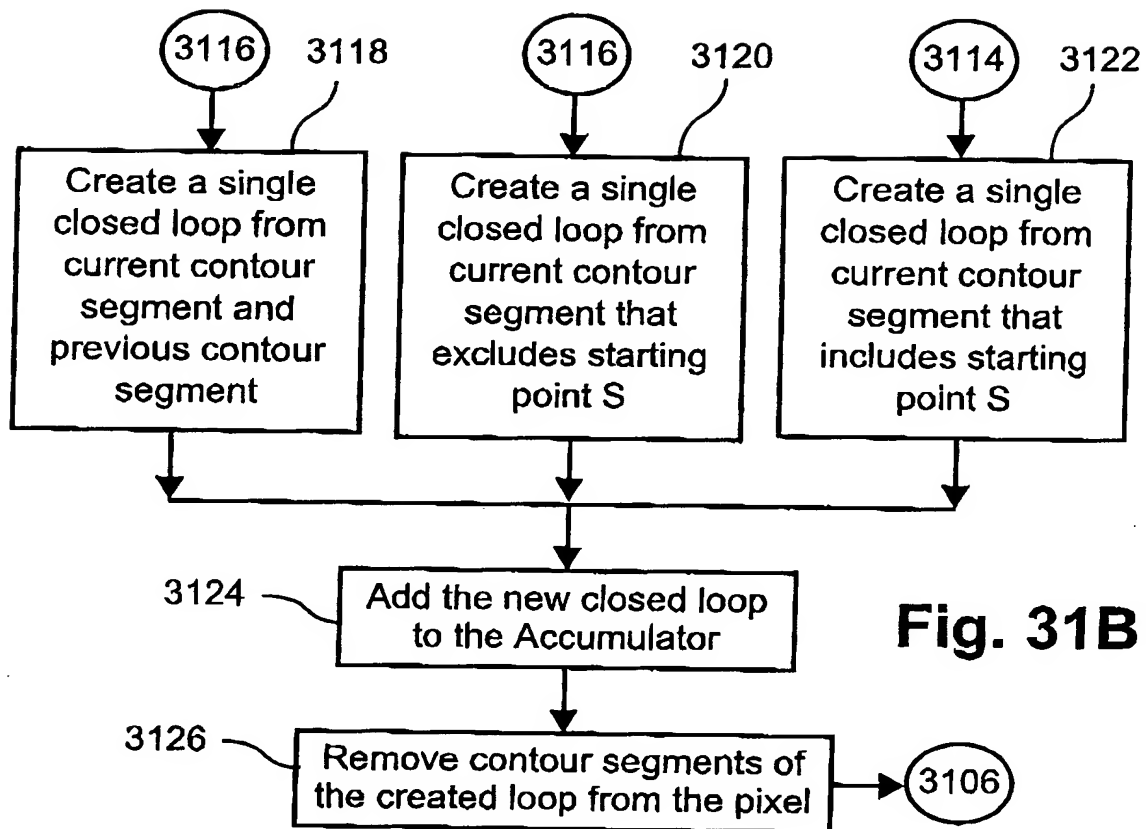 3116
3118
3116
3120
3114
3122
Create a single
closed loop from
current contour
segment and
previous contour
segment
Create a single
closed loop from
current contour
segment that
excludes starting
point S
Create a single
closed loop from
current contour
segment that
includes starting
point S
3124
Add the new closed loop
to the Accumulator
Fig. 31B
3126
Remove contour segments of
the created loop from the pixel
3106